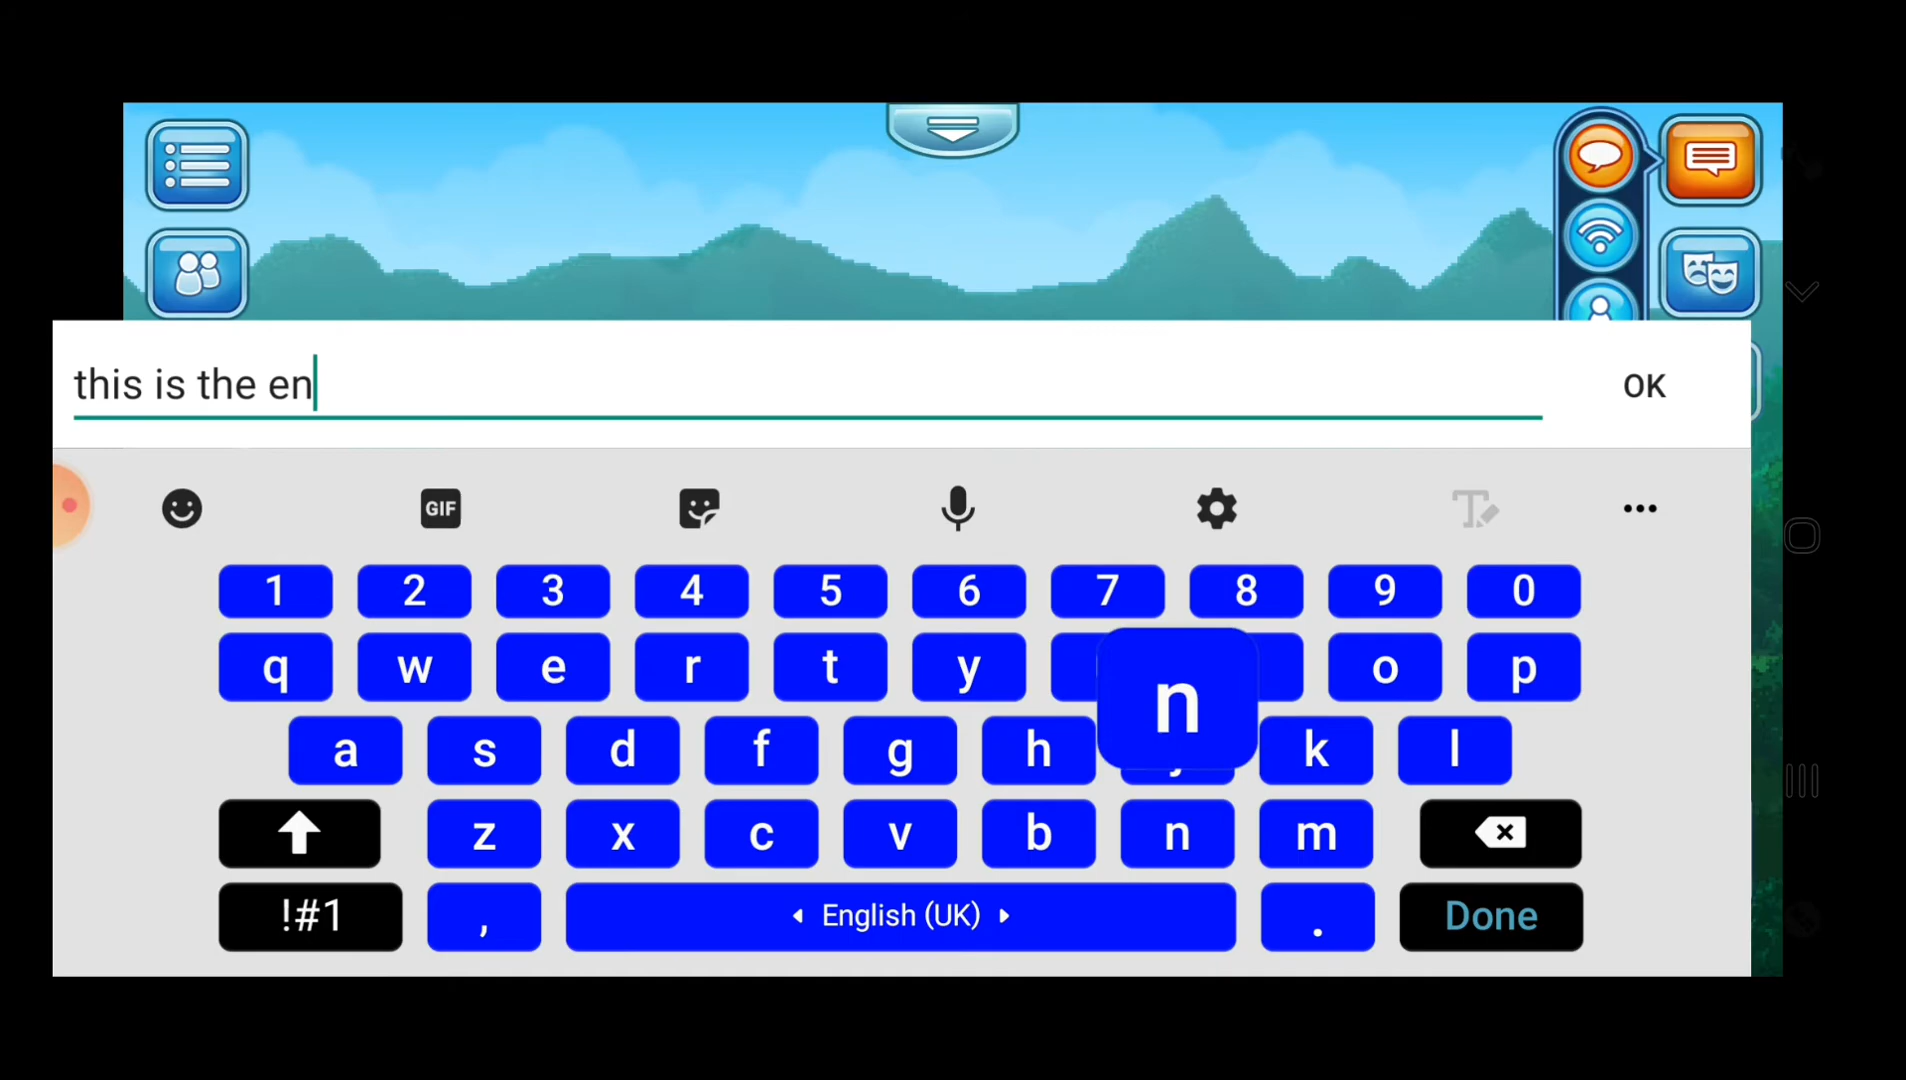 this is the en
OK
GIF
1 2 3 4 5 6 7 8 9 0
q w e r t y o p
n
a s d f g h k l
z x c v b n m
!#1 , English (UK) . Done